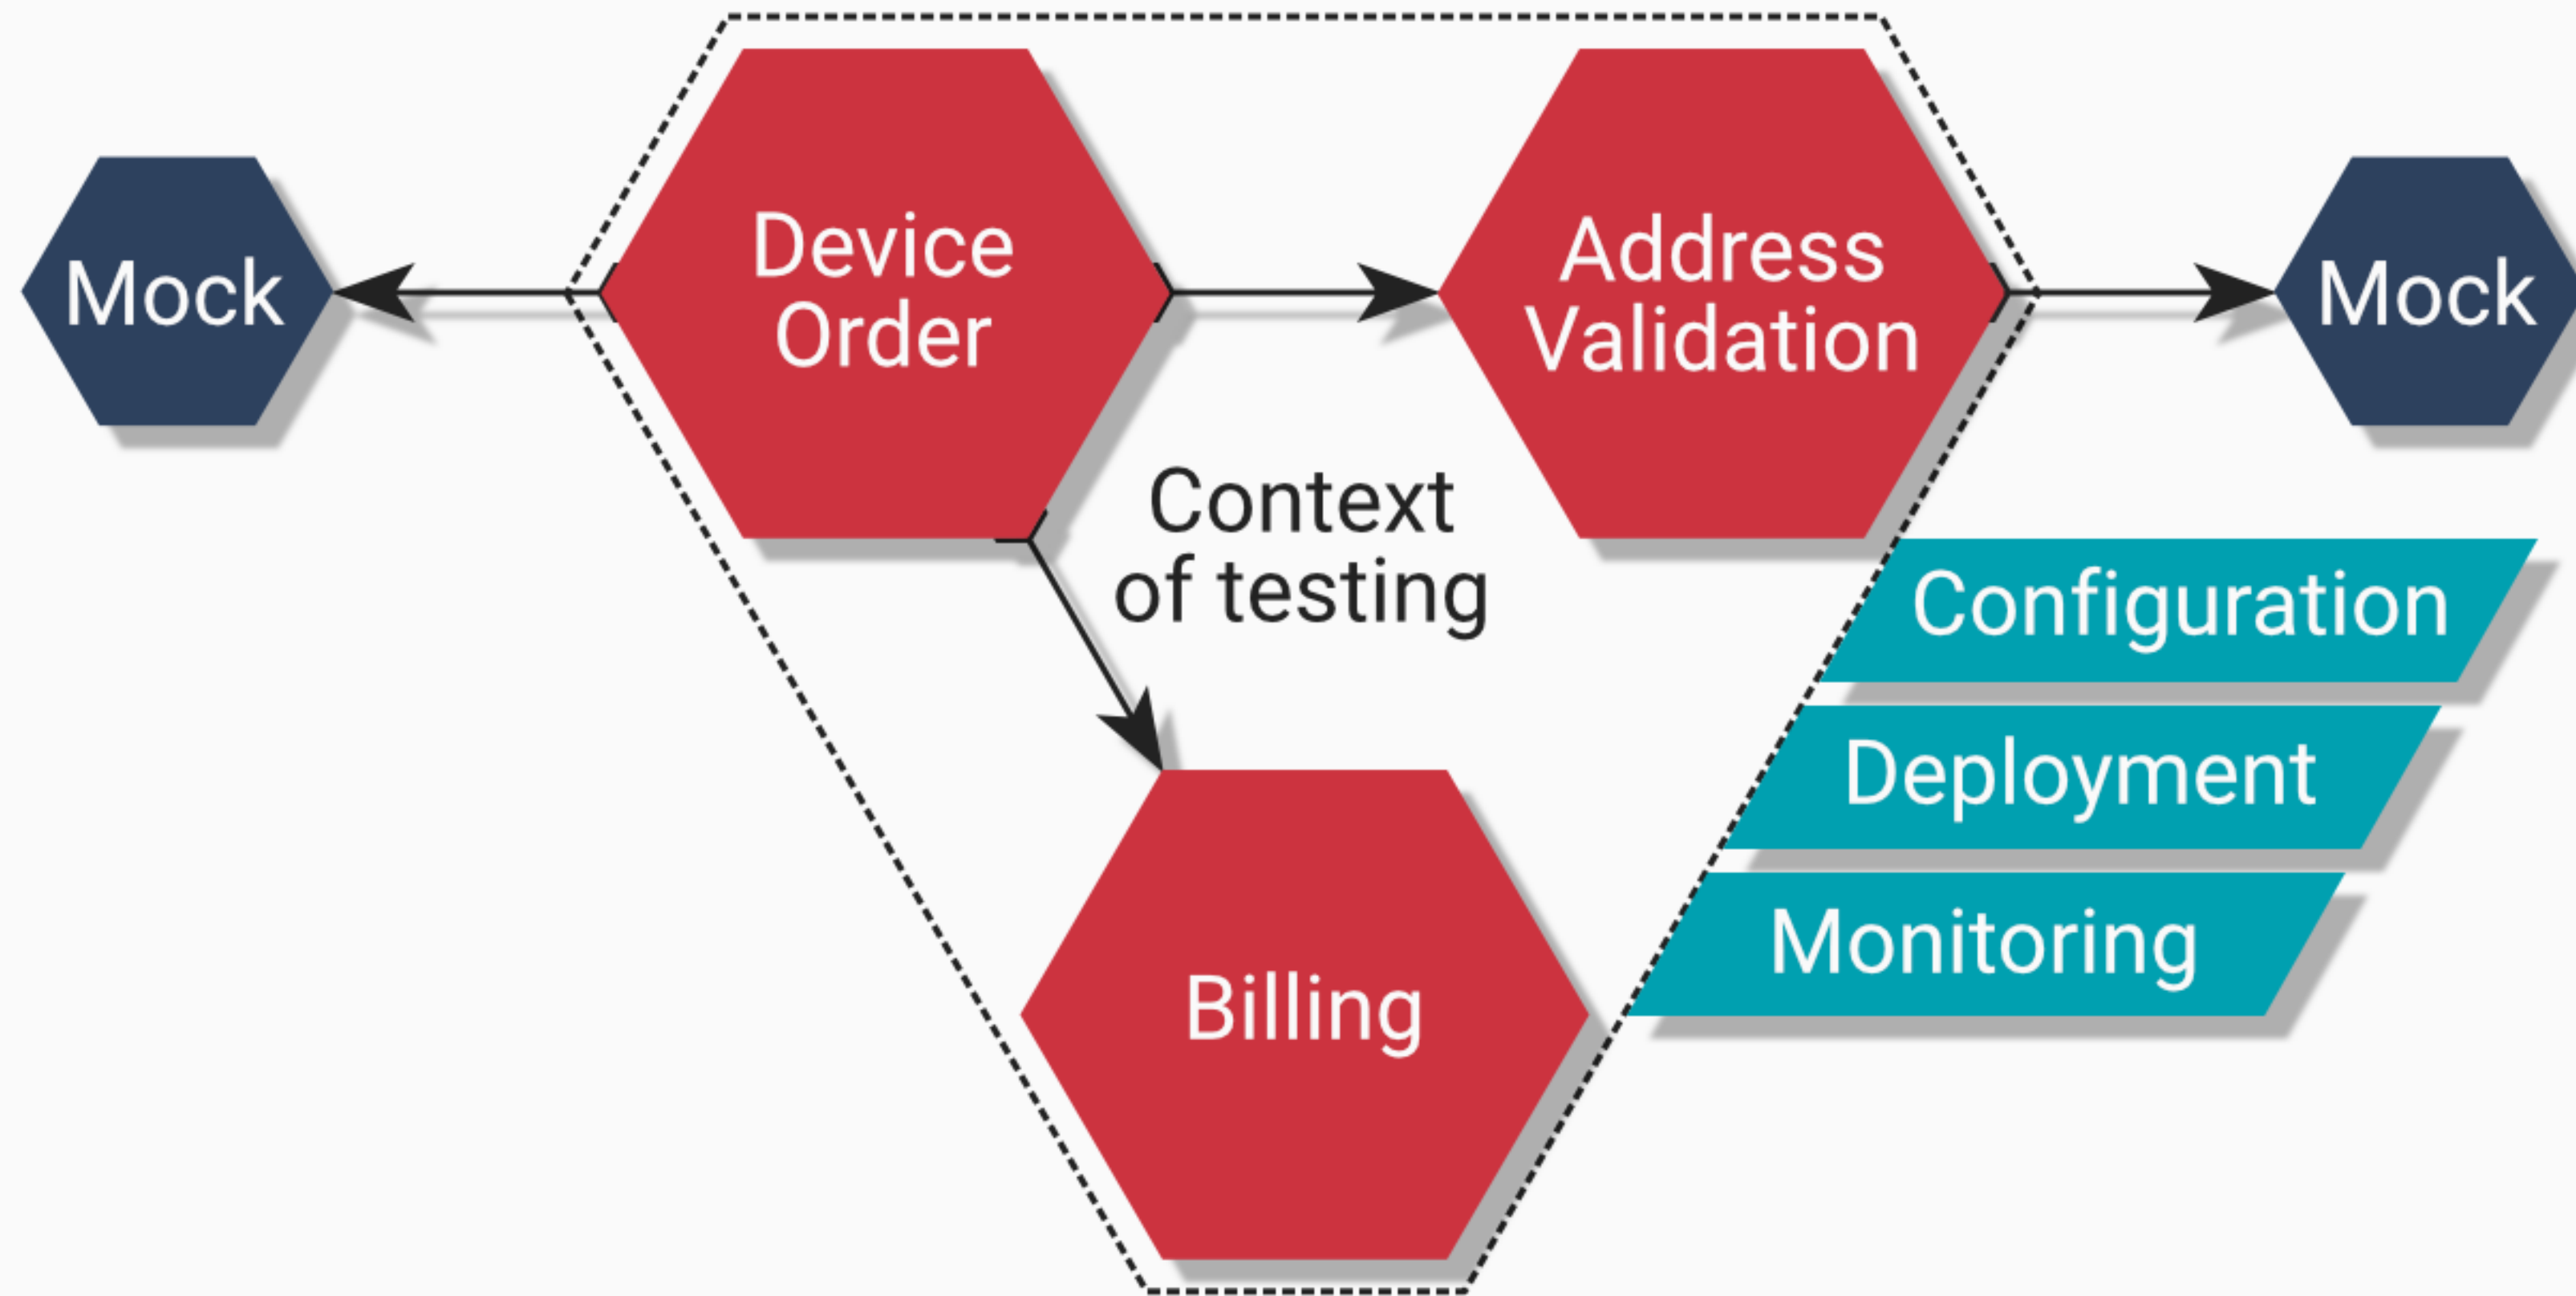 Mock
Device
Order
Address
Validation
Mock
Context
of testing
Configuration
Deployment
Monitoring
Billing